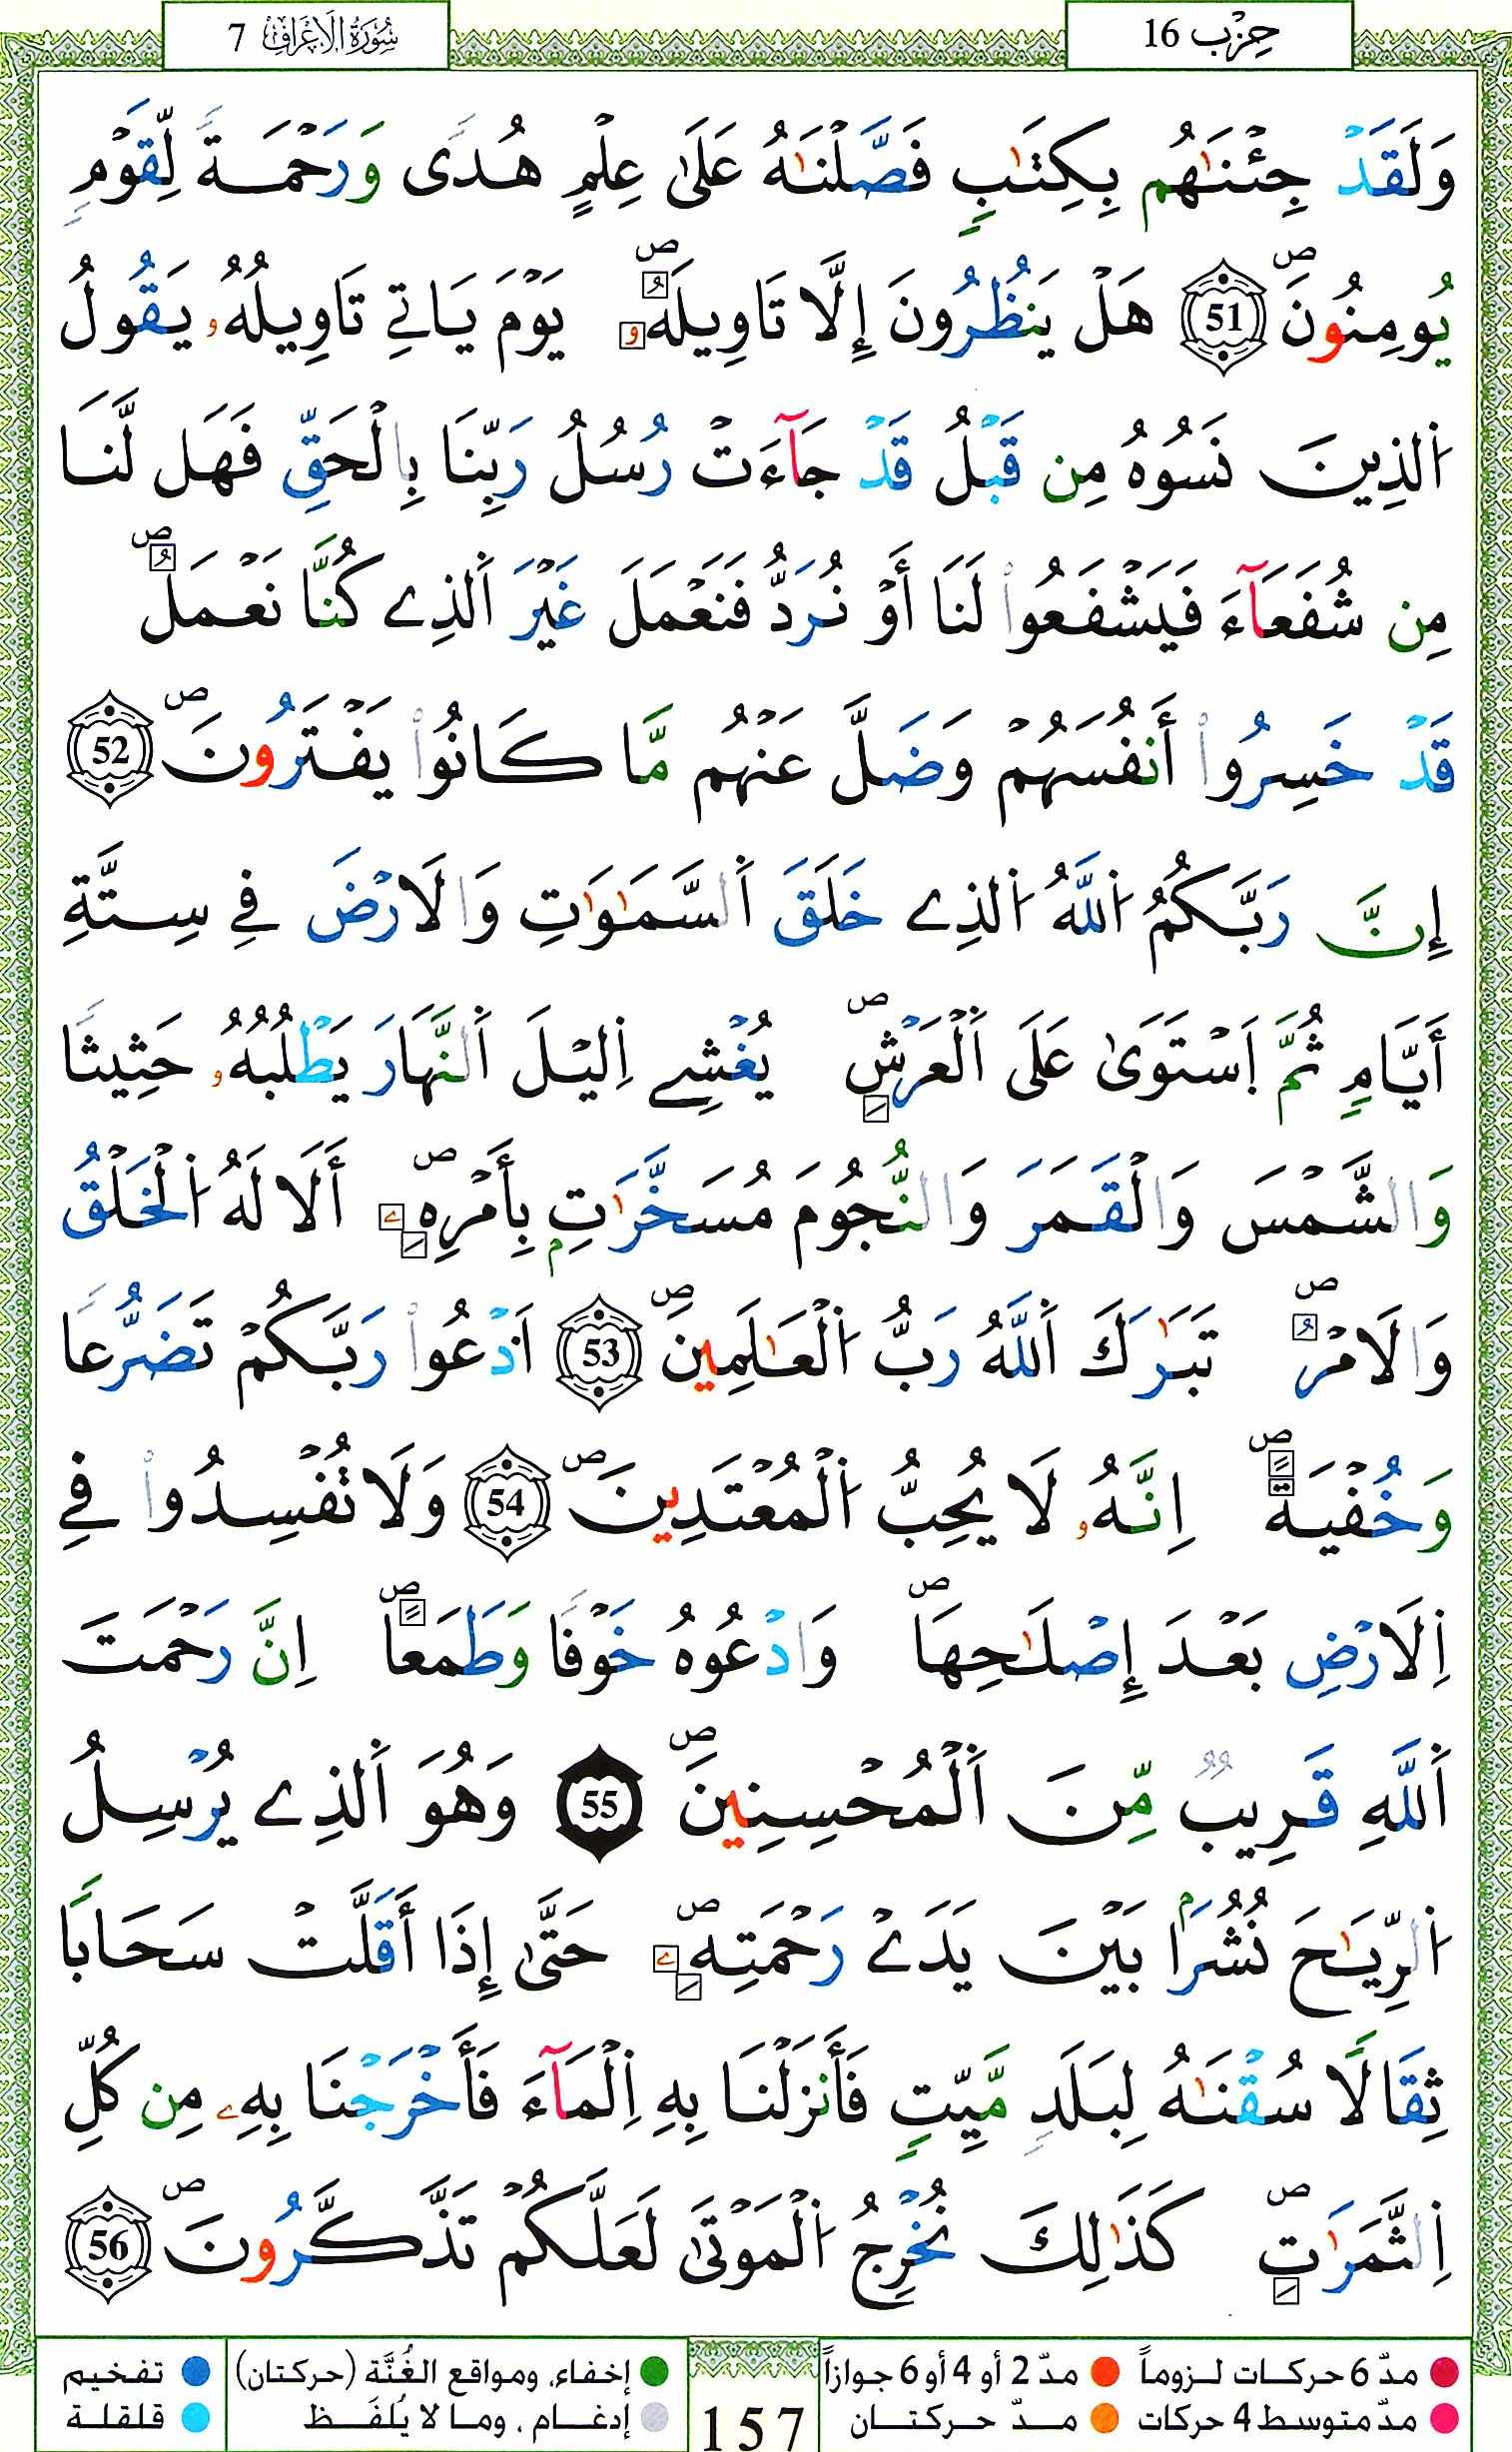 سُورَةُ الْأَعْرَافِ 7
حِزْب 16
وَلَقَدْ جِئْنَٰهُم بِكِتَٰبٖ فَصَّلْنَٰهُ عَلَىٰ عِلْمٍ هُدىٗ وَرَحْمَةٗ لِّقَوْمٖ
يُومِنُونَۖ 51 هَلْ يَنظُرُونَ إِلَّا تَاوِيلَهُۥۖ يَوْمَ يَاتِے تَاوِيلُهُۥ يَقُولُ
اُ۬لذِينَ نَسُوهُ مِن قَبْلُ قَدْ جَآءَتْ رُسُلُ رَبِّنَا بِالْحَقِّ فَهَل لَّنَا
مِن شُفَعَآءَ فَيَشْفَعُواْ لَنَا أَوْ نُرَدُّ فَنَعْمَلَ غَيْرَ اَ۬لذِے كُنَّا نَعْمَلُۖ
قَدْ خَسِرُواْ أَنفُسَهُمْ وَضَلَّ عَنْهُم مَّا كَانُواْ يَفْتَرُونَۖ 52
إِنَّ رَبَّكُمُ اُ۬للَّهُ اُ۬لذِے خَلَقَ اَ۬لسَّمَٰوَٰتِ وَالَارْضَ فِے سِتَّةِ
أَيَّامٖ ثُمَّ اَ۪سْتَوَىٰ عَلَى اَ۬لْعَرْشِۖ يُغْشِے اِ۬ليْلَ اَ۬لنَّهَارَ يَطْلُبُهُۥ حَثِيثاٗ
وَالشَّمْسَ وَالْقَمَرَ وَالنُّجُومَ مُسَخَّرَٰتِۢ بِأَمْرِهِۦۖ أَلَا لَهُ اُ۬لْخَلْقُ
وَالَامْرُۖ تَبَٰرَكَ اَ۬للَّهُ رَبُّ اُ۬لْعَٰلَمِينَۖ 53 اَ۟دْعُواْ رَبَّكُمْ تَضَرُّعاٗ
وَخُفْيَةًۖ اِنَّهُۥ لَا يُحِبُّ اُ۬لْمُعْتَدِينَۖ 54 وَلَا تُفْسِدُواْ فِے
اِ۬لَارْضِ بَعْدَ إِصْلَٰحِهَاۖ وَادْعُوهُ خَوْفاٗ وَطَمَعاًۖ اِنَّ رَحْمَتَ
اَ۬للَّهِ قَرِيبٞ مِّنَ اَ۬لْمُحْسِنِينَۖ 55 وَهُوَ اَ۬لذِے يُرْسِلُ
اُ۬لرِّيَٰحَ نُشُراَۢ بَيْنَ يَدَےْ رَحْمَتِهِۦۖ حَتَّىٰ إِذَا أَقَلَّتْ سَحَاباٗ
ثِقَالاٗ سُقْنَٰهُ لِبَلَدٖ مَّيِّتٖ فَأَنزَلْنَا بِهِ اِ۬لْمَآءَ فَأَخْرَجْنَا بِهِۦ مِن كُلِّ
اِ۬لثَّمَرَٰتِۖ كَذَٰلِكَ نُخْرِجُ اُ۬لْمَوْتَىٰ لَعَلَّكُمْ تَذَّكَّرُونَۖ 56
مدّ 6 حركات لزوماً مدّ 2 أو 4 أو 6 جوازاً إخفاء، ومواقع الغُنَّة (حركتان) تفخيم
مدّ متوسط 4 حركات مدّ حركتان إدغام، وما لا يُلفَظ قلقلة
157